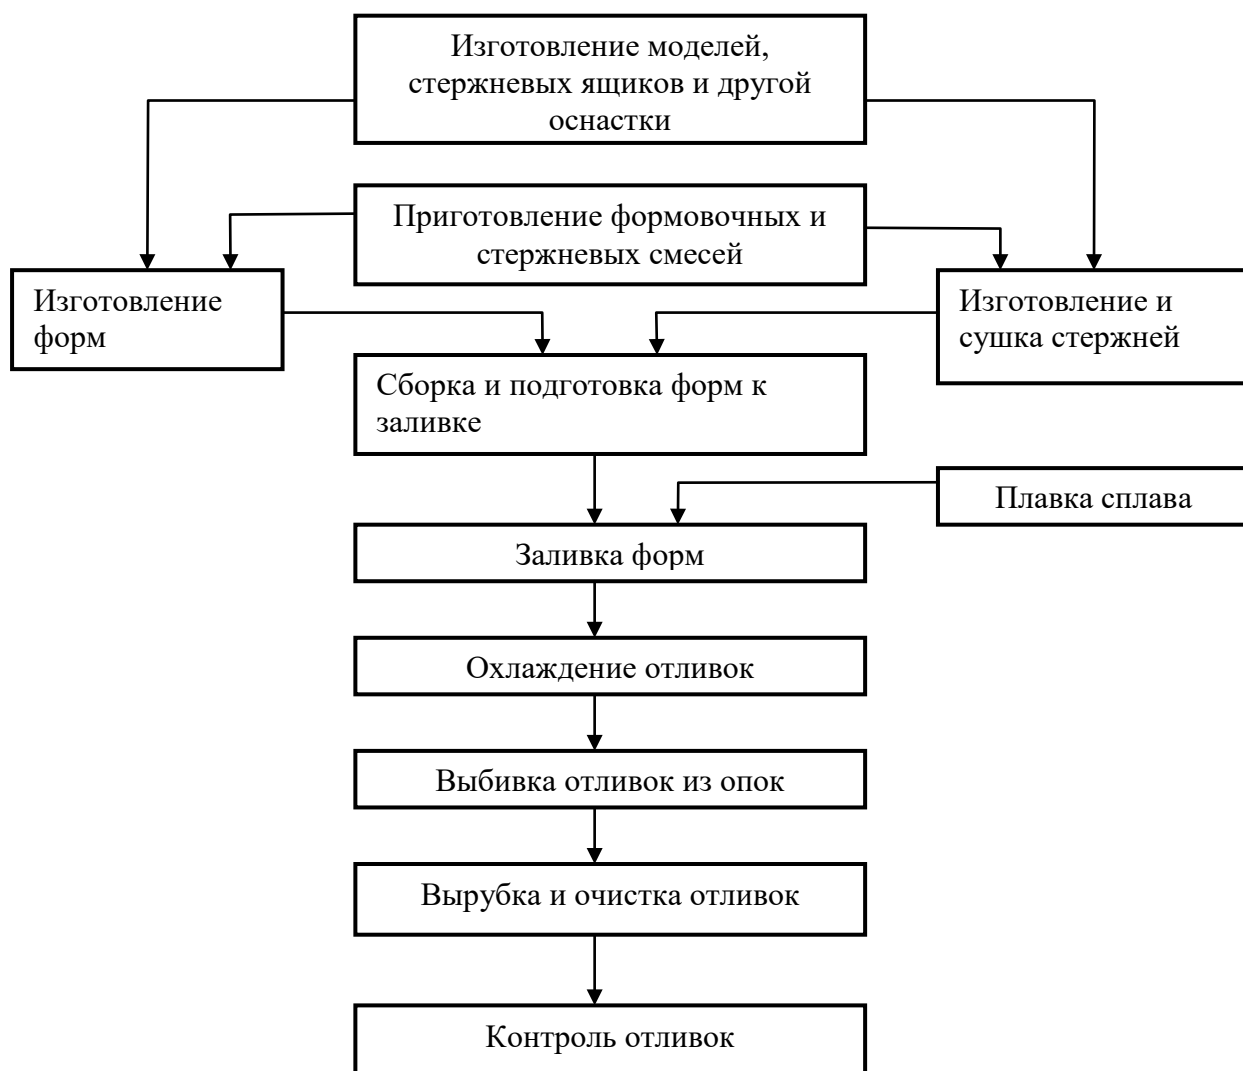 Изготовление моделей,
стержневых ящиков и другой
оснастки
Приготовление формовочных и
стержневых смесей
Изготовление
форм
Изготовление и
сушка стержней
Сборка и подготовка форм к
заливке
Плавка сплава
Заливка форм
Охлаждение отливок
Выбивка отливок из опок
Вырубка и очистка отливок
Контроль отливок